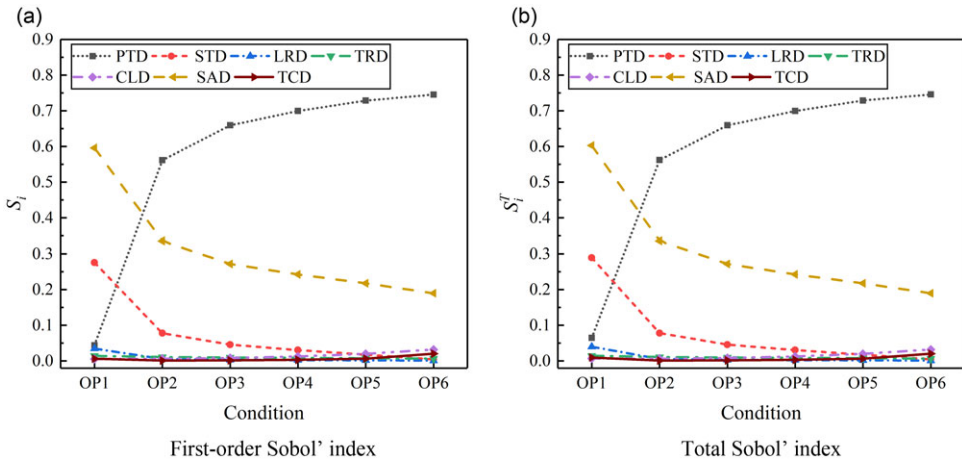 (a)
0.9
0.8
0.7
0.6
0.5
0.4
0.3
0.2
0.1
0.0
S_i
PTD STD LRD TRD
CLD SAD TCD
OP1 OP2 OP3 OP4 OP5 OP6
Condition
First-order Sobol’ index
(b)
0.9
0.8
0.7
0.6
0.5
0.4
0.3
0.2
0.1
0.0
S_i^T
PTD STD LRD TRD
CLD SAD TCD
OP1 OP2 OP3 OP4 OP5 OP6
Condition
Total Sobol’ index